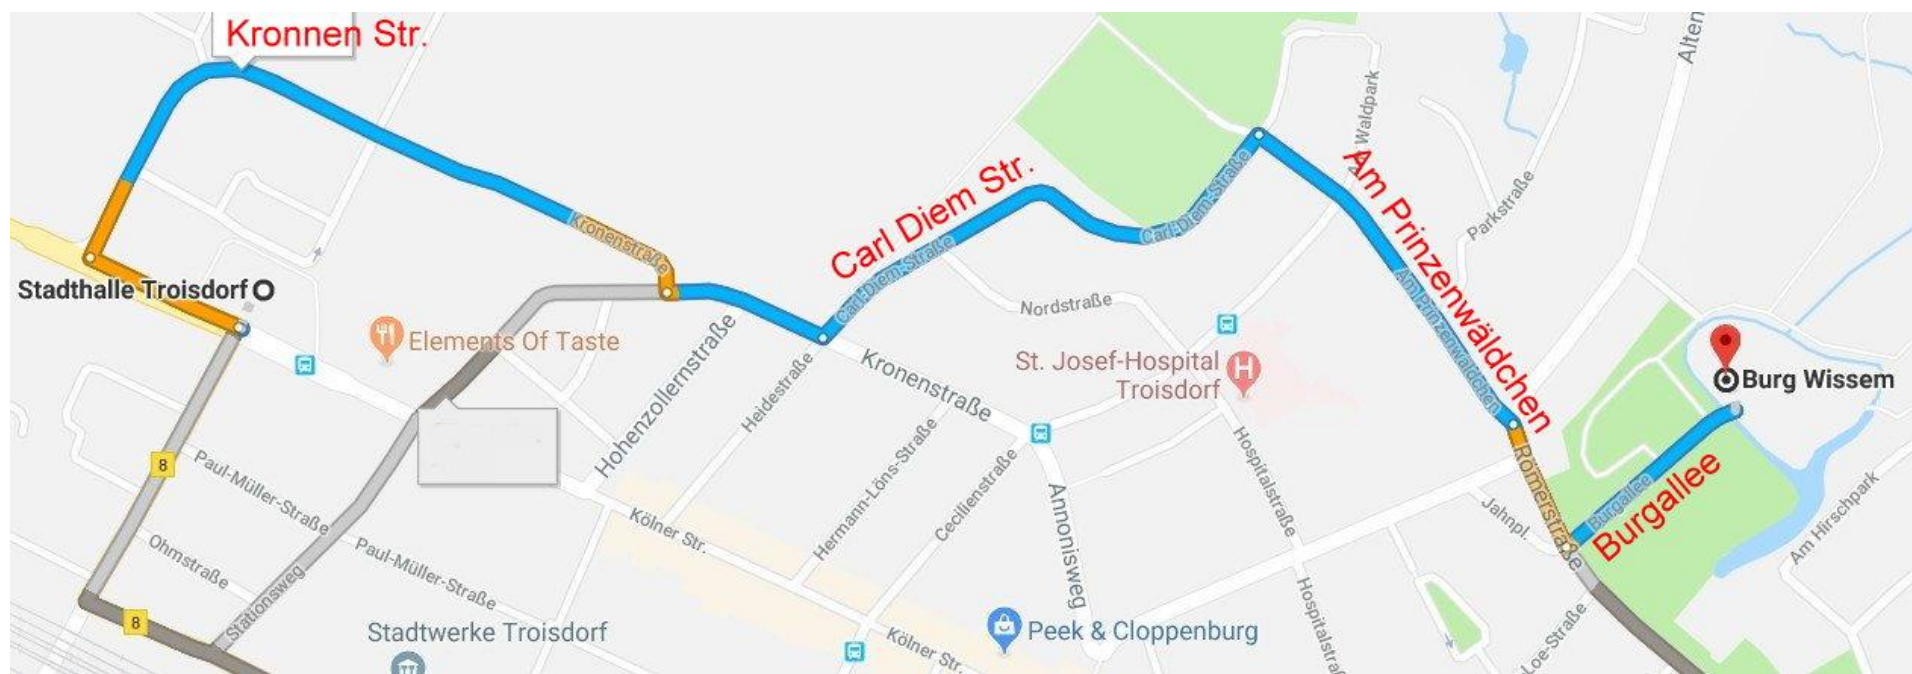 Kronnen Str.
Alten
Waldpark
Carl Diem Str.
Am Prinzenwäldchen
Carl-Diem-Straße
Parkstraße
Kronenstraße
Carl-Diem-Straße
Am Prinzenwäldchen
Stadthalle Troisdorf
Nordstraße
Elements Of Taste
Hohenzollernstraße
Heidestraße
Kronenstraße
St. Josef-Hospital
Troisdorf
H
Burg Wissem
8
Paul-Müller-Straße
Hermann-Löns-Straße
Cecilienstraße
Annonisweg
Hospitalstraße
Römerstraße
Jahnpl.
Burgallee
Burgallee
Am Hirschpark
Kölner Str.
Ohmstraße
Paul-Müller-Straße
Stationsweg
8
Stadtwerke Troisdorf
Kölner Str.
Peek & Cloppenburg
Hospitalstraß
Loe-Straße